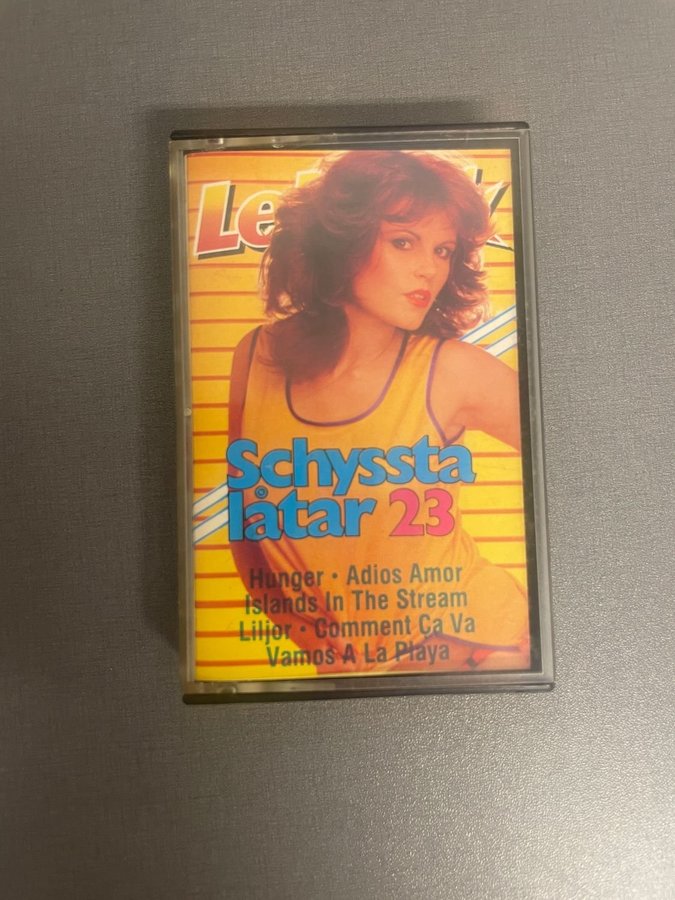 Schyssta
låtar 23
Hunger · Adios Amor
Islands In The Stream
Liljor · Comment Ça Va
Vamos A La Playa